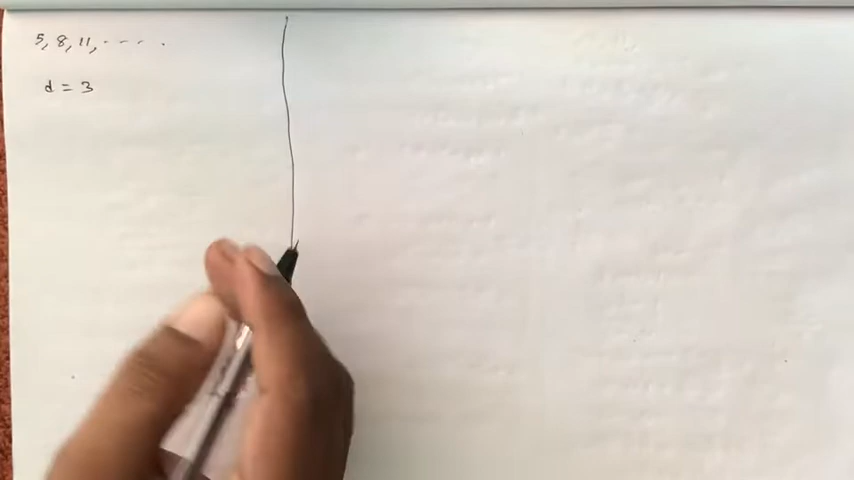 5, 8, 11, - - - .
d = 3